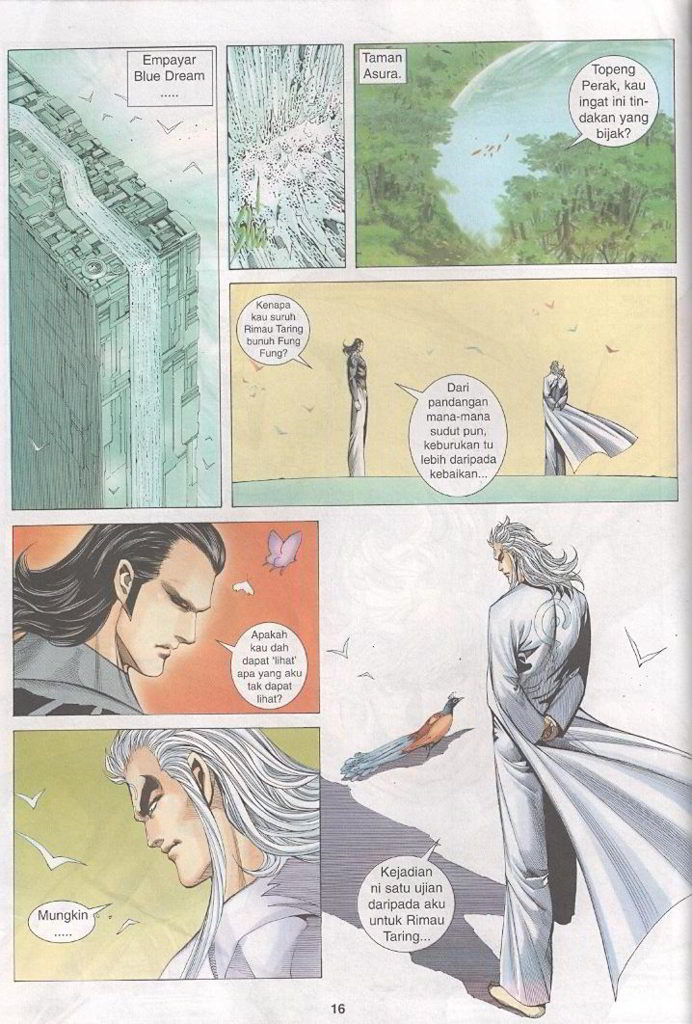 Empayar
Blue Dream
.....
Taman
Asura.
Topeng
Perak, kau
ingat ini tin-
dakan yang
bijak?
Kenapa
kau suruh
Rimau Taring
bunuh Fung
Fung?
Dari
pandangan
mana-mana
sudut pun,
keburukan tu
lebih daripada
kebaikan...
Apakah
kau dah
dapat 'lihat'
apa yang aku
tak dapat
lihat?
Mungkin
.....
Kejadian
ni satu ujian
daripada aku
untuk Rimau
Taring...
16